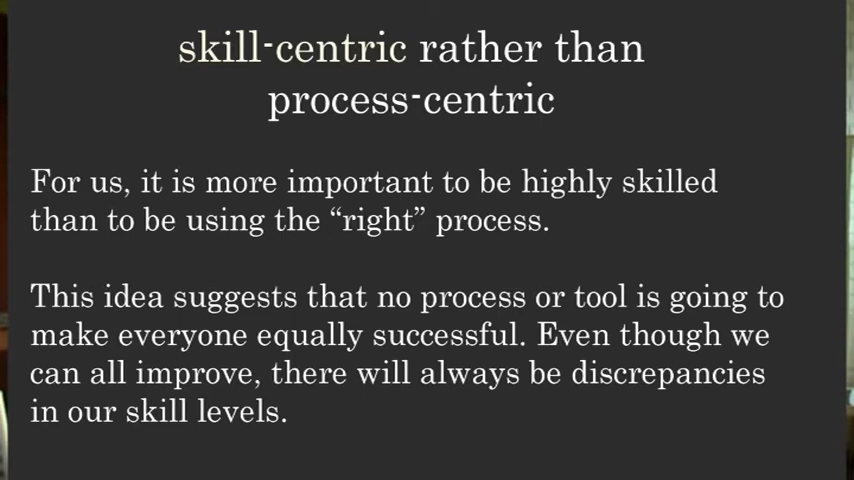 skill-centric rather than
process-centric
For us, it is more important to be highly skilled
than to be using the “right” process.
This idea suggests that no process or tool is going to
make everyone equally successful. Even though we
can all improve, there will always be discrepancies
in our skill levels.